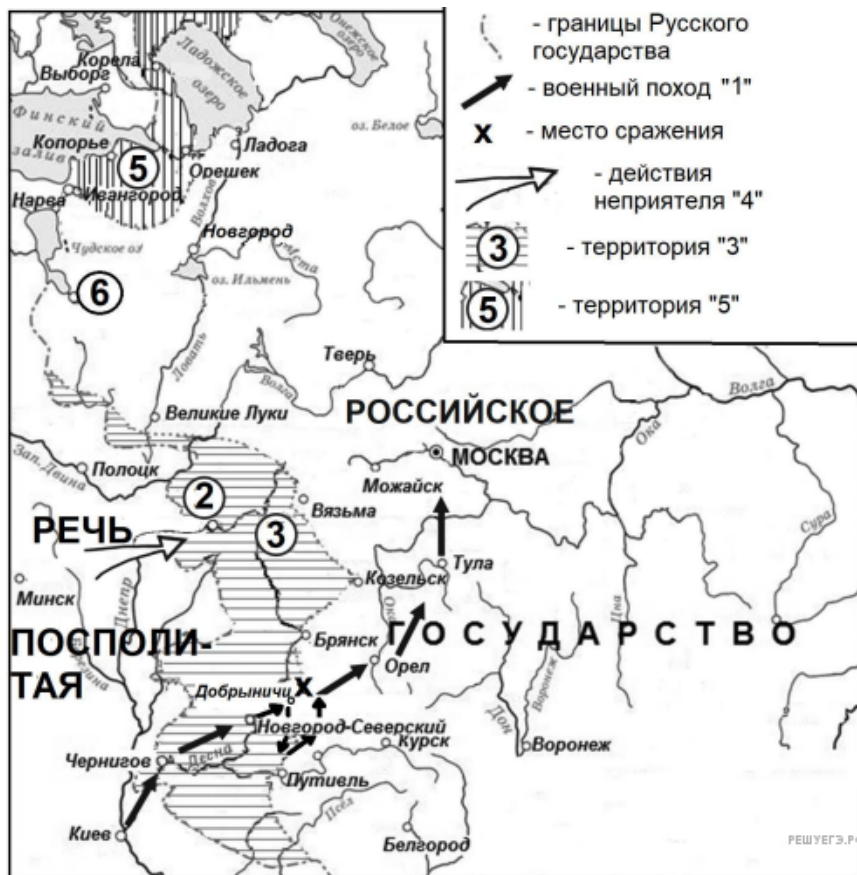 - границы Русского
государства
- военный поход "1"
x - место сражения
- действия
неприятеля "4"
3 - территория "3"
5 - территория "5"
Корела
Выборг
Ладожское
озеро
Онежское
озеро
оз. Белое
Финский
залив
Копорье
5
Ладога
Орешек
Нарва
Ивангород
Волхов
Новгород
Чудское оз
Мста
оз. Ильмень
6
Ловать
Тверь
Волга
Волга
Великие Луки
РОССИЙСКОЕ
Ока
МОСКВА
Зап. Двина
Полоцк
Можайск
2
Вязьма
Сура
РЕЧЬ
3
Тула
Козельск
Минск
Днепр
Ока
Цна
ПОСПОЛИ-
ТАЯ
Березина
Брянск
ГОСУДАРСТВО
Орел
Воронеж
Добрыничи
x
Дон
Новгород-Северский
Курск
Воронеж
Чернигов
Десна
Путивль
Псёл
Киев
Белгород
РЕШУЕГЭ.РФ